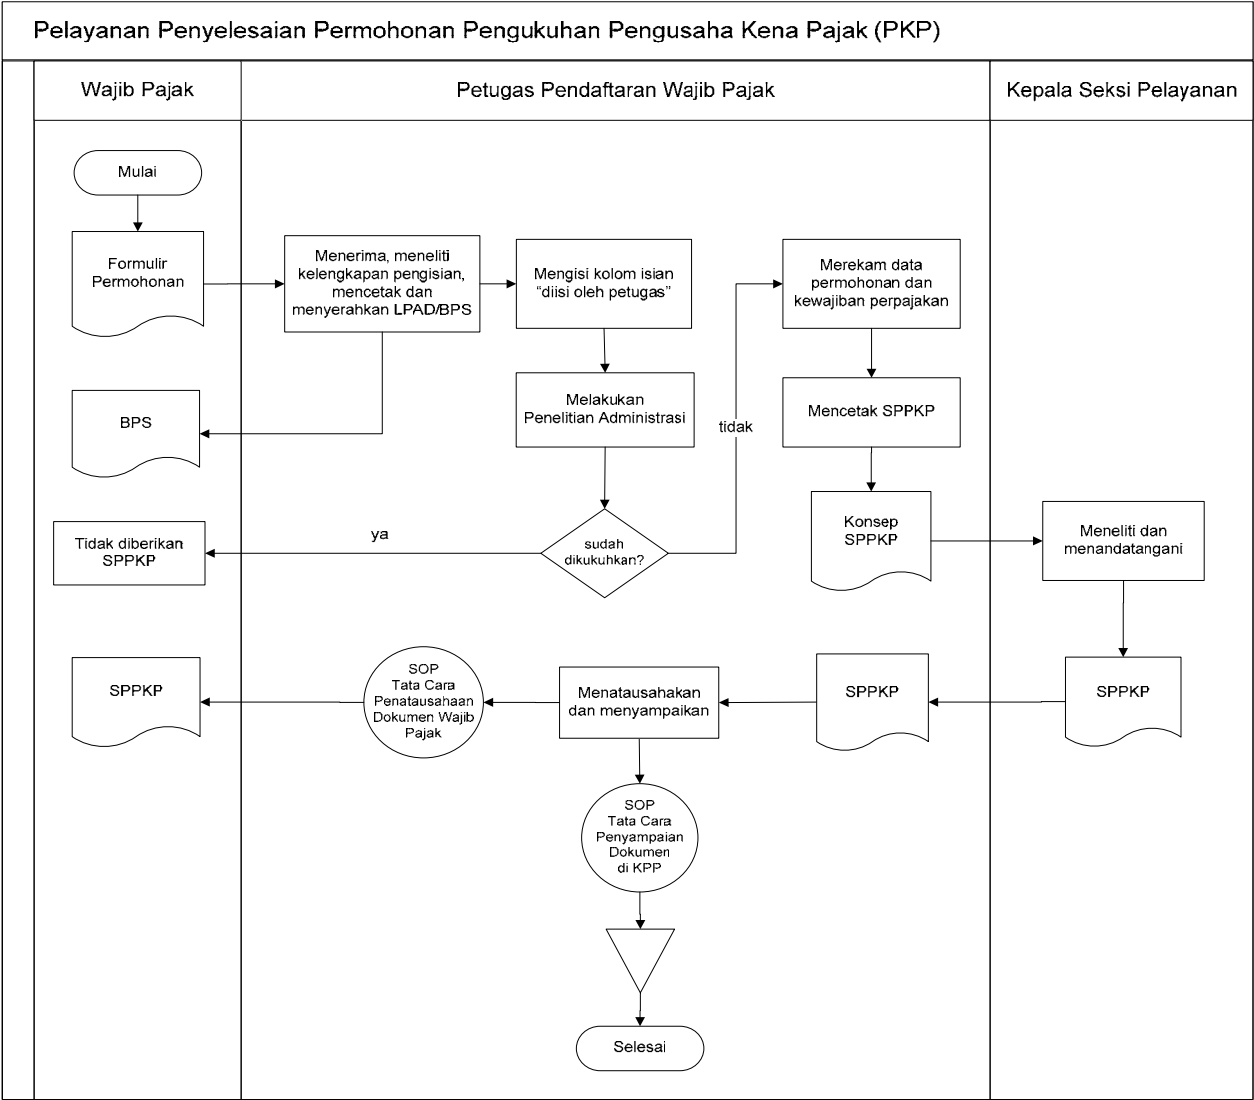 Pelayanan Penyelesaian Permohonan Pengukuhan Pengusaha Kena Pajak (PKP)
Wajib Pajak
Petugas Pendaftaran Wajib Pajak
Kepala Seksi Pelayanan
Mulai
Formulir
Permohonan
Menerima, meneliti
kelengkapan pengisian,
mencetak dan
menyerahkan LPAD/BPS
Mengisi kolom isian
“diisi oleh petugas”
Merekam data
permohonan dan
kewajiban perpajakan
BPS
Melakukan
Penelitian Administrasi
tidak
Mencetak SPPKP
Tidak diberikan
SPPKP
ya
sudah
dikukuhkan?
Konsep
SPPKP
Meneliti dan
menandatangani
SPPKP
SOP
Tata Cara
Penatausahaan
Dokumen Wajib
Pajak
Menatausahakan
dan menyampaikan
SPPKP
SPPKP
SOP
Tata Cara
Penyampaian
Dokumen
di KPP
Selesai